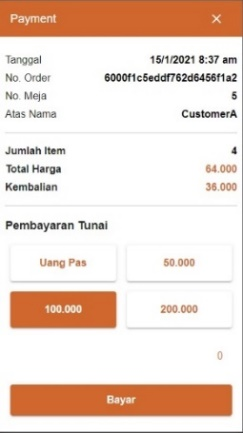 Payment ×
Tanggal 15/1/2021 8:37 am
No. Order 6000f1c5eddf762d6456f1a2
No. Meja 5
Atas Nama CustomerA
Jumlah Item 4
Total Harga 64.000
Kembalian 36.000
Pembayaran Tunai
Uang Pas 50.000
100.000 200.000
0
Bayar